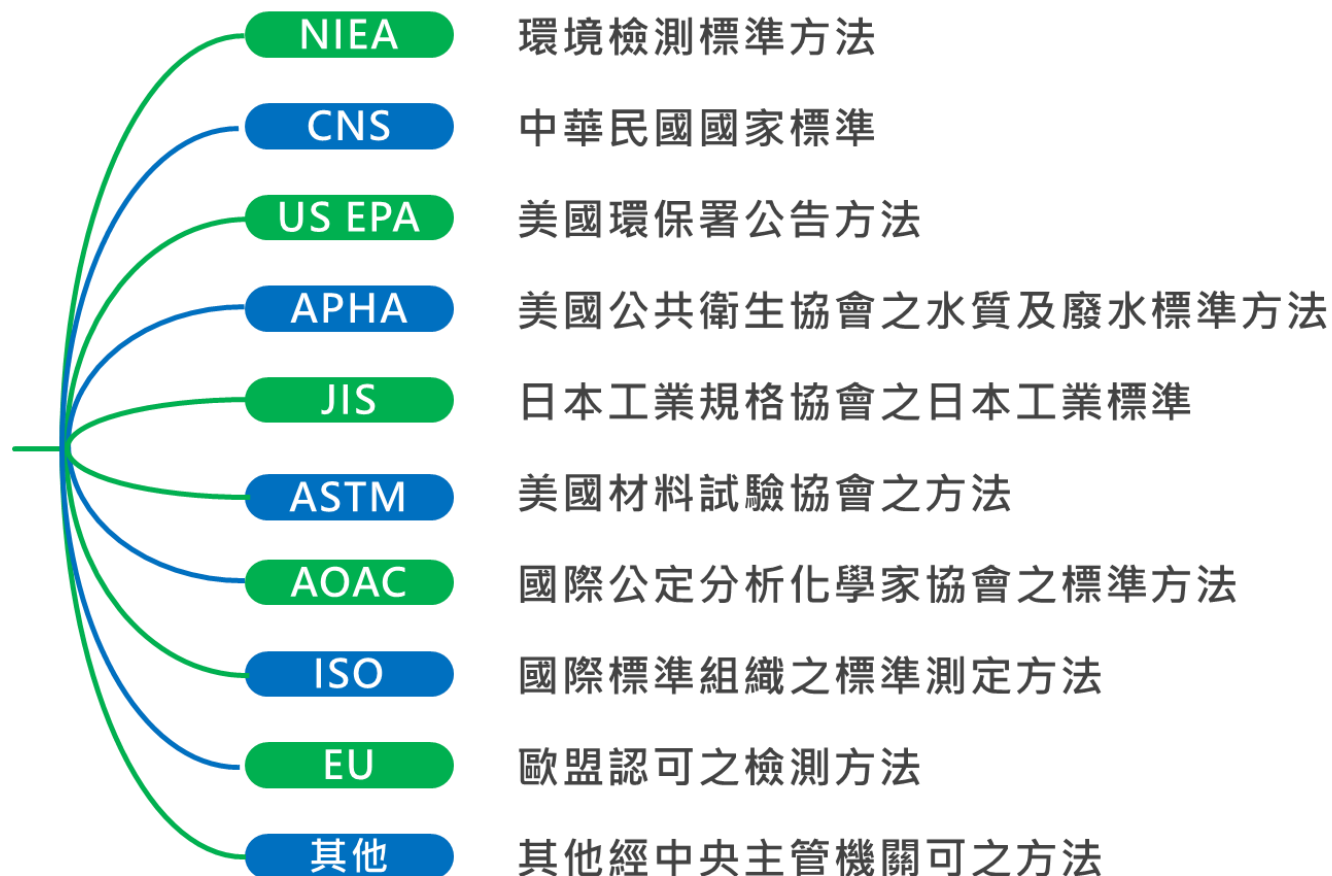 NIEA 環境檢測標準方法
CNS 中華民國國家標準
US EPA 美國環保署公告方法
APHA 美國公共衛生協會之水質及廢水標準方法
JIS 日本工業規格協會之日本工業標準
ASTM 美國材料試驗協會之方法
AOAC 國際公定分析化學家協會之標準方法
ISO 國際標準組織之標準測定方法
EU 歐盟認可之檢測方法
其他 其他經中央主管機關可之方法